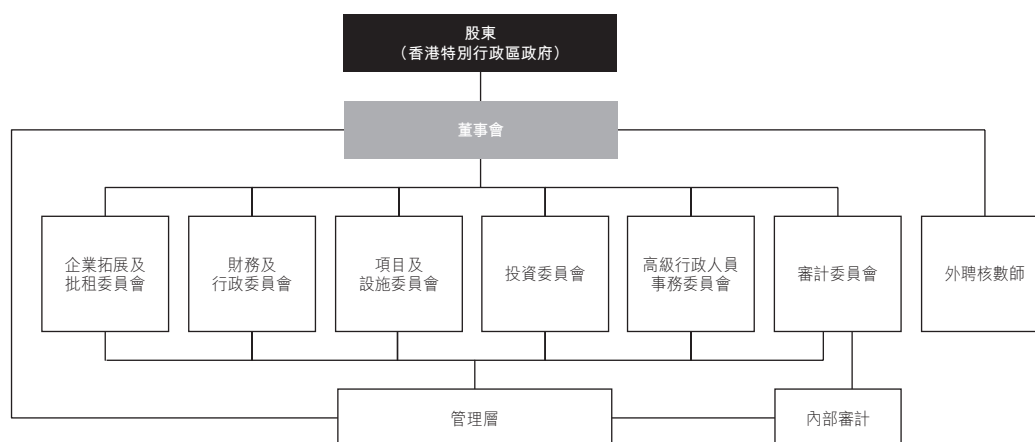 股東
（香港特別行政區政府）
董事會
企業拓展及
批租委員會
財務及
行政委員會
項目及
設施委員會
投資委員會
高級行政人員
事務委員會
審計委員會
外聘核數師
管理層
內部審計